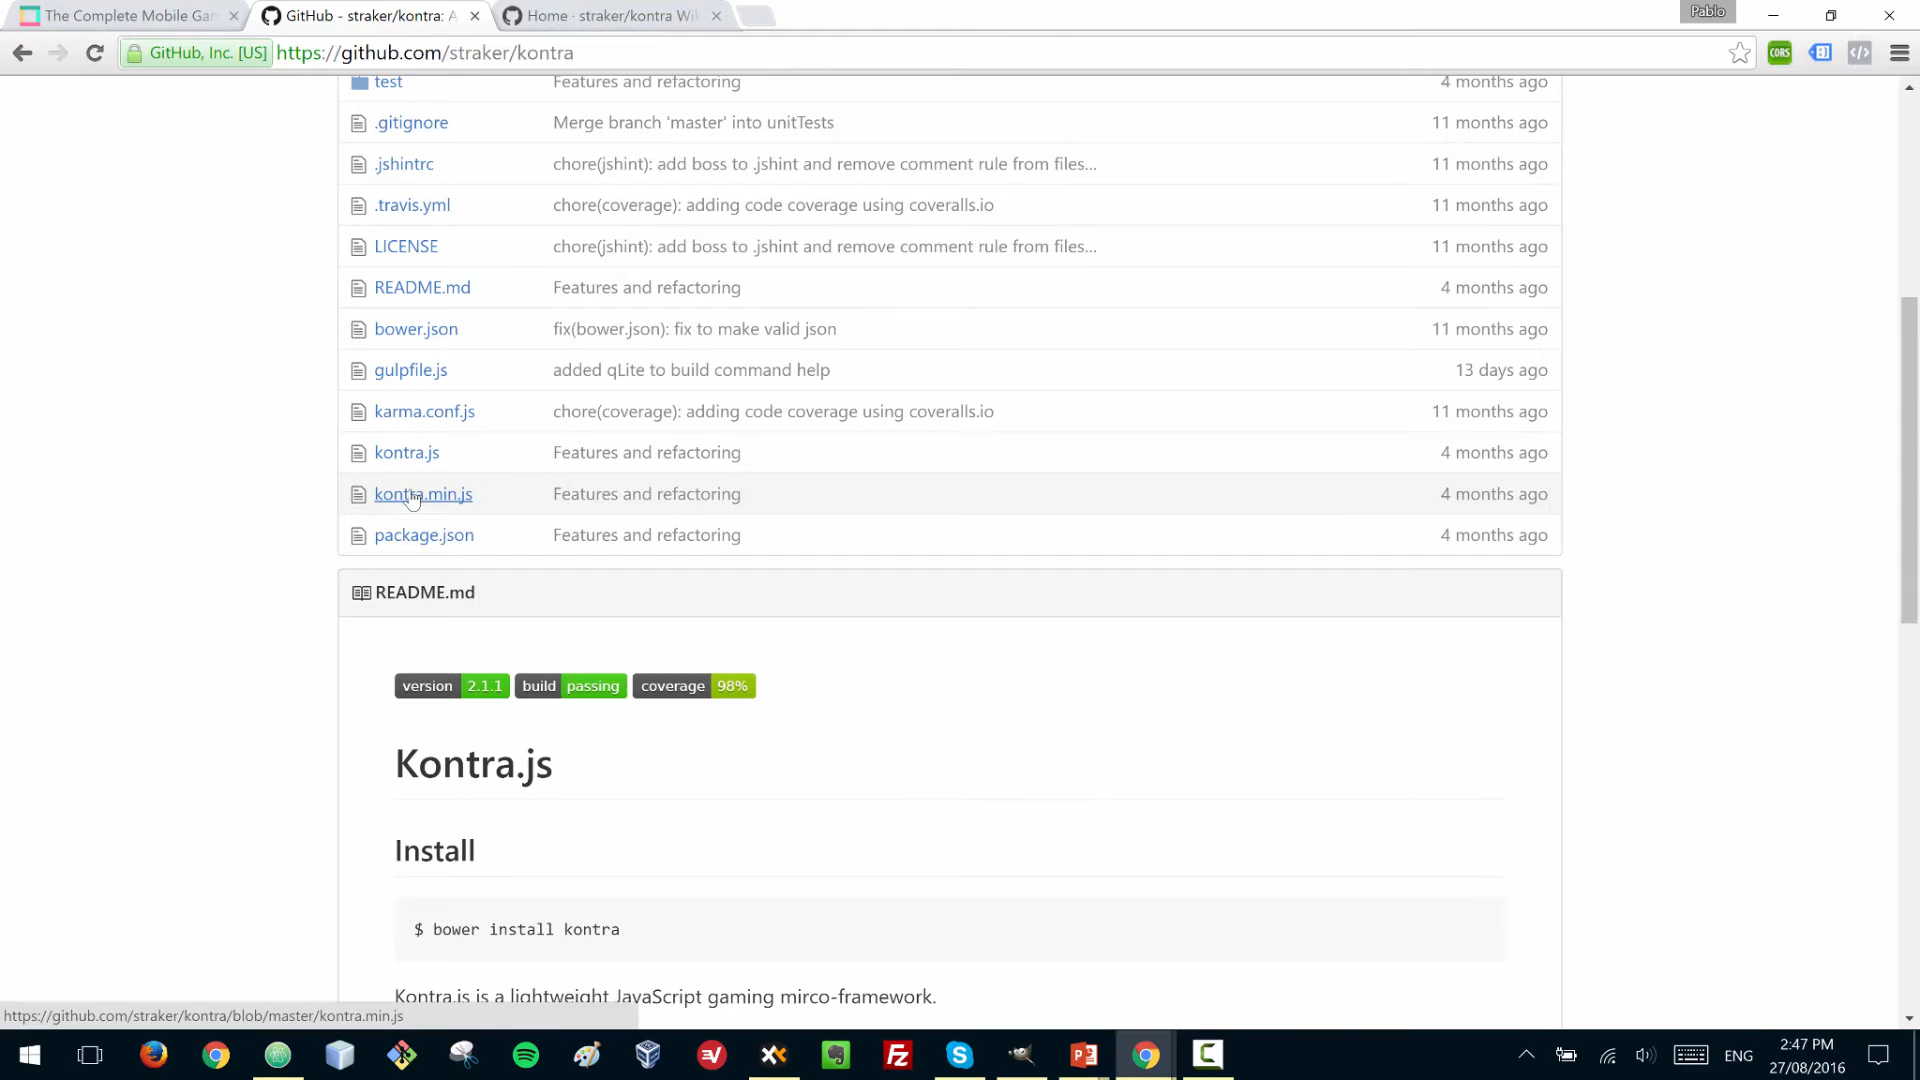 The Complete Mobile Gam
GitHub - straker/kontra: A
Home · straker/kontra Wik
Pablo
GitHub, Inc. [US] https://github.com/straker/kontra
CORS
test Features and refactoring 4 months ago
.gitignore Merge branch 'master' into unitTests 11 months ago
.jshintrc chore(jshint): add boss to .jshint and remove comment rule from files... 11 months ago
.travis.yml chore(coverage): adding code coverage using coveralls.io 11 months ago
LICENSE chore(jshint): add boss to .jshint and remove comment rule from files... 11 months ago
README.md Features and refactoring 4 months ago
bower.json fix(bower.json): fix to make valid json 11 months ago
gulpfile.js added qLite to build command help 13 days ago
karma.conf.js chore(coverage): adding code coverage using coveralls.io 11 months ago
kontra.js Features and refactoring 4 months ago
kontra.min.js Features and refactoring 4 months ago
package.json Features and refactoring 4 months ago
README.md
version 2.1.1 build passing coverage 98%
Kontra.js
Install
$ bower install kontra
Kontra.js is a lightweight JavaScript gaming mirco-framework.
https://github.com/straker/kontra/blob/master/kontra.min.js
ENG
2:47 PM
27/08/2016